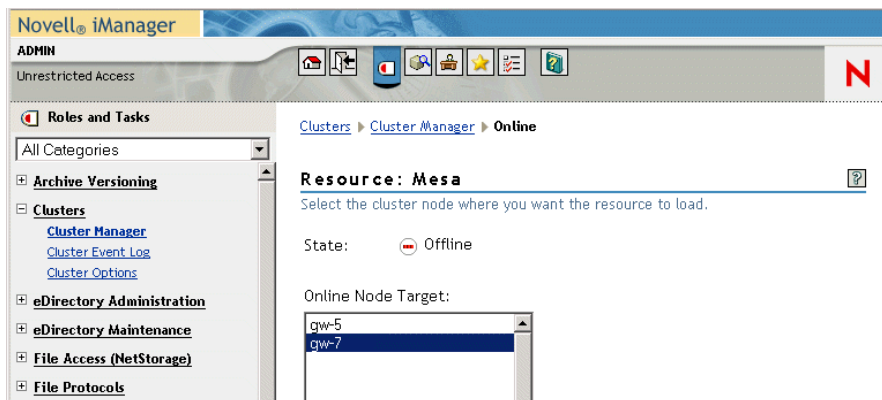 Novell® iManager
ADMIN
Unrestricted Access
N
Roles and Tasks
All Categories
Archive Versioning
Clusters
Cluster Manager
Cluster Event Log
Cluster Options
eDirectory Administration
eDirectory Maintenance
File Access (NetStorage)
File Protocols
Clusters Cluster Manager Online
Resource: Mesa
?
Select the cluster node where you want the resource to load.
State: Offline
Online Node Target:
gw-5
gw-7